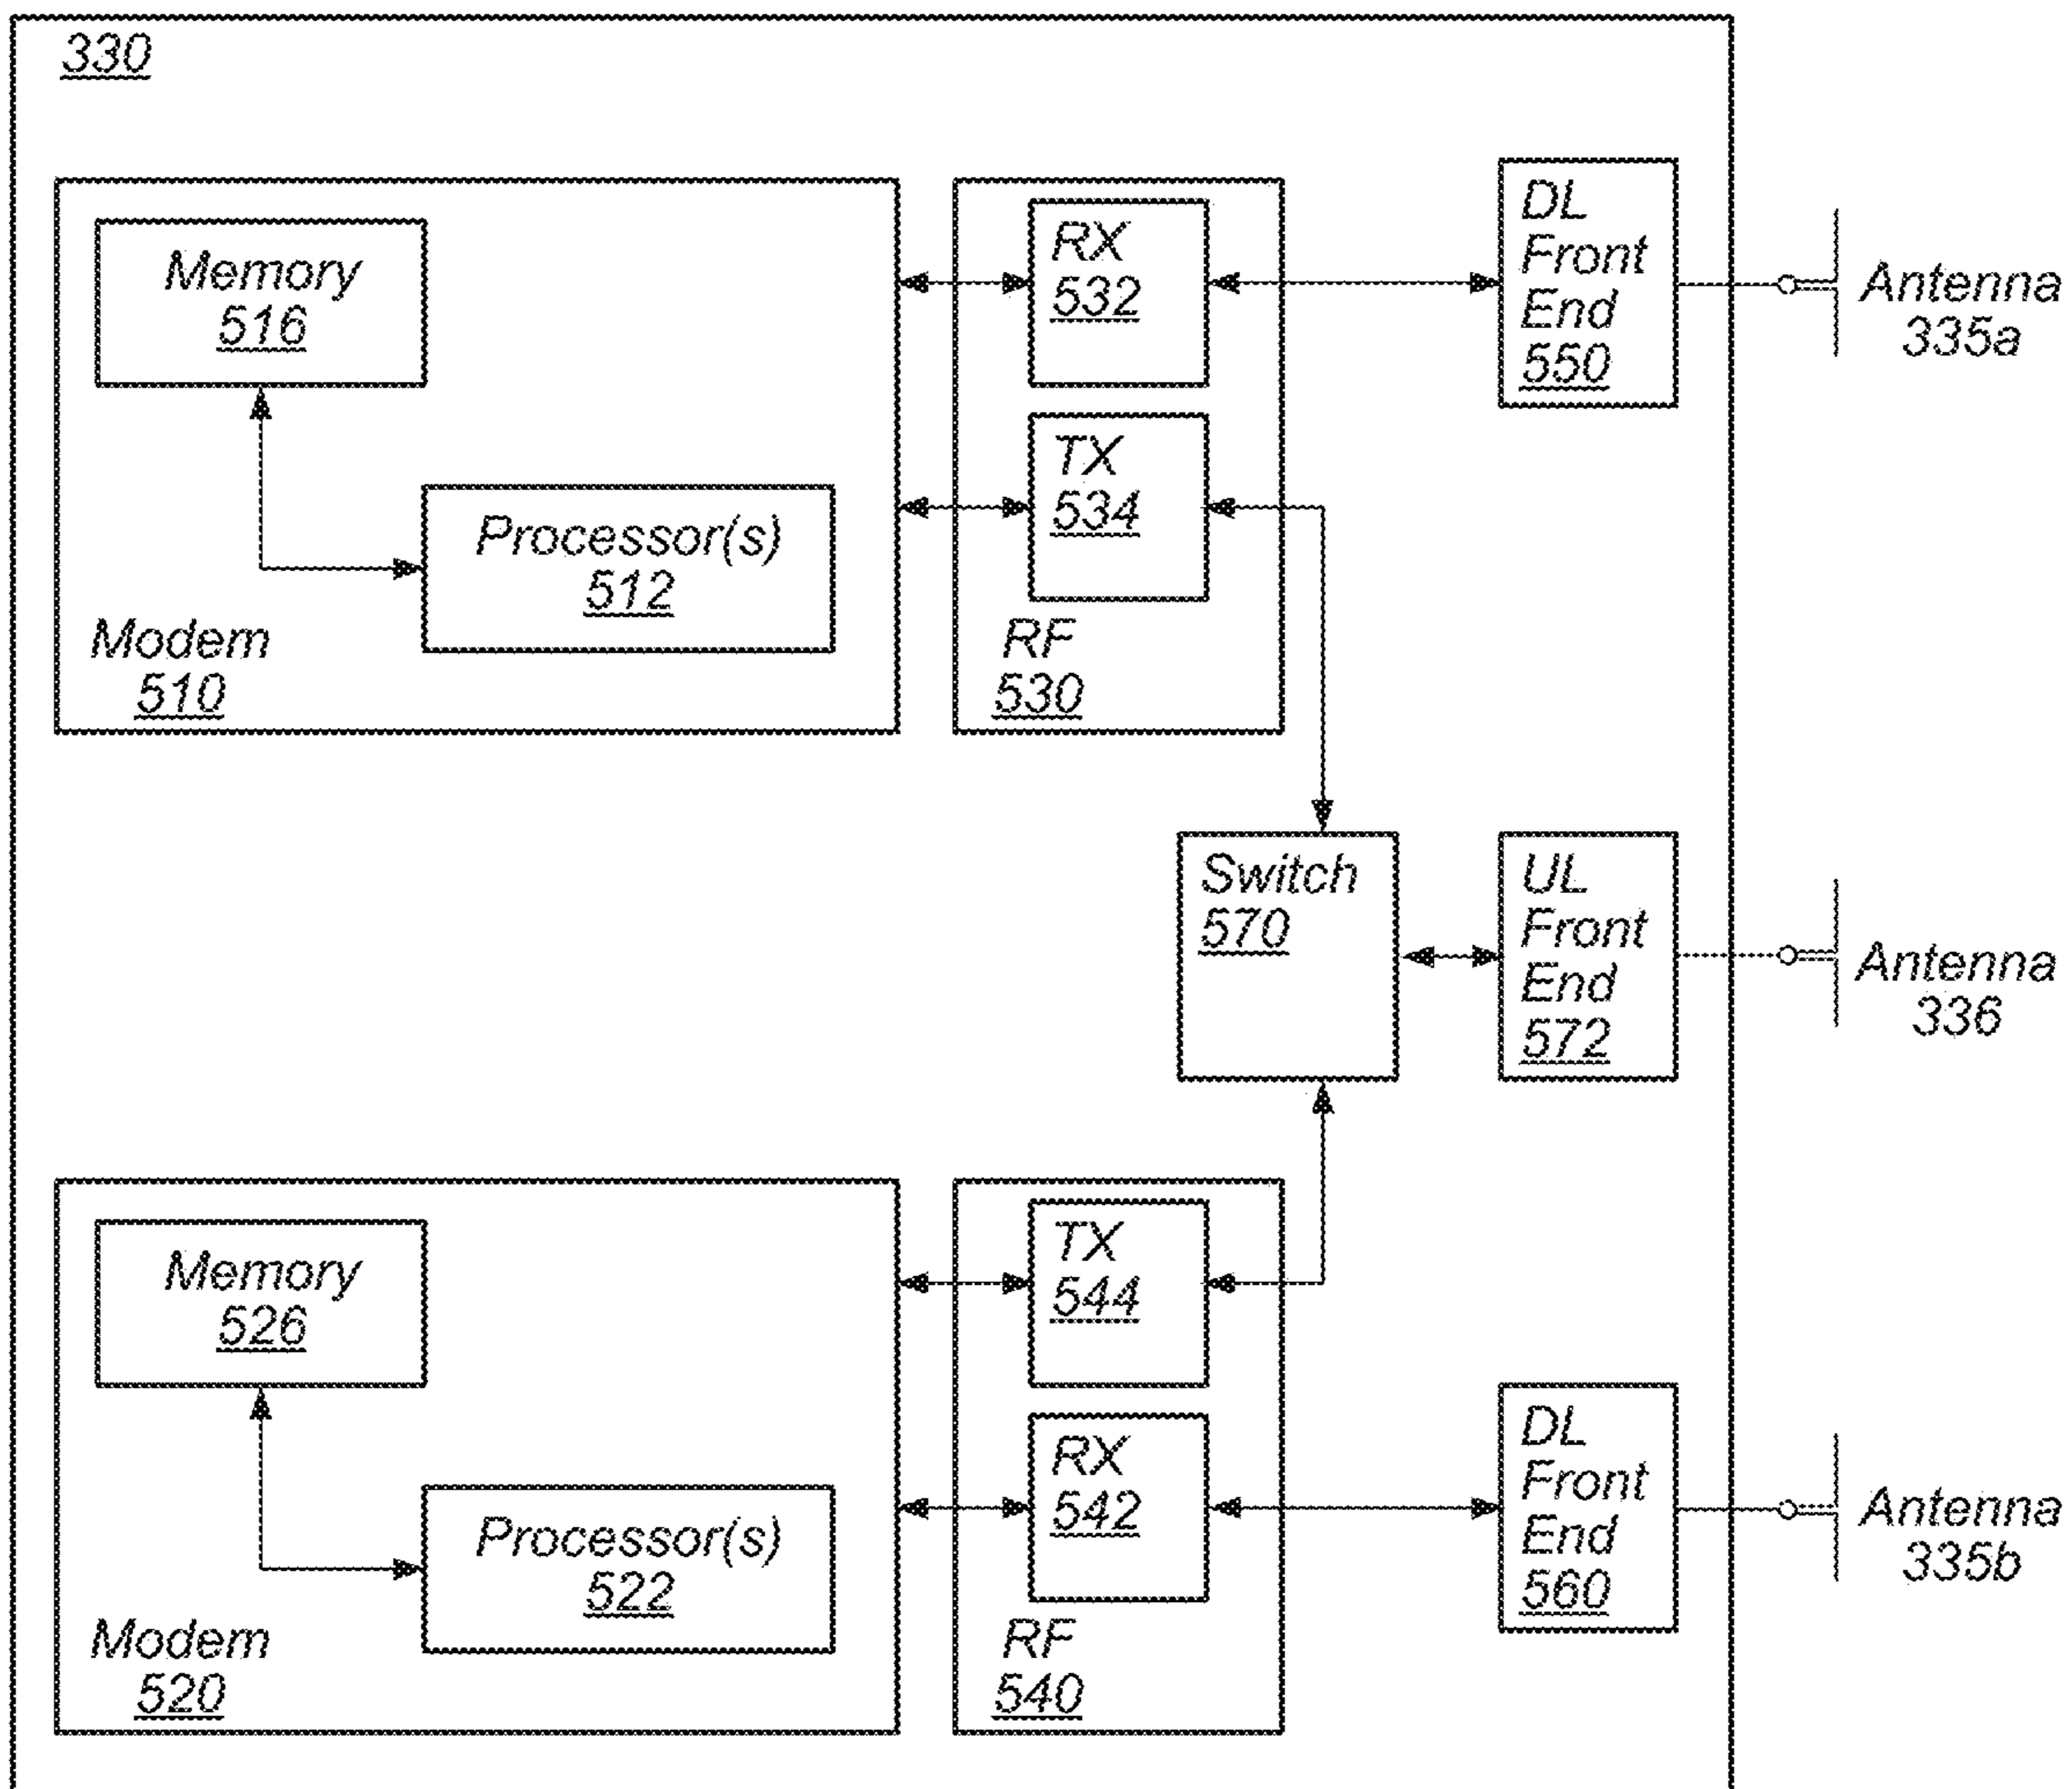 330
Memory
516
Processor(s)
512
Modem
510
RX
532
TX
534
RF
530
DL
Front
End
550
Antenna
335a
Switch
570
UL
Front
End
572
Antenna
336
Memory
526
Processor(s)
522
Modem
520
TX
544
RX
542
RF
540
DL
Front
End
560
Antenna
335b